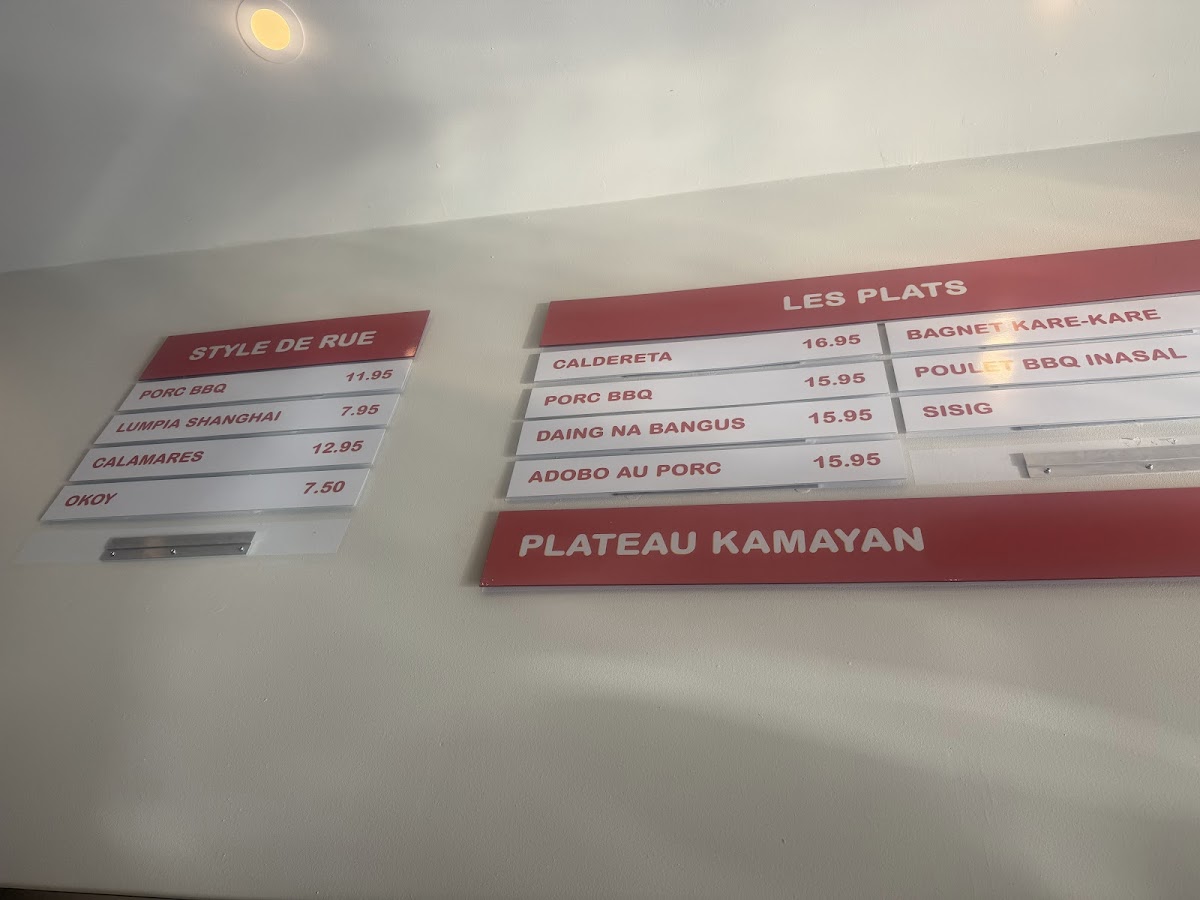 STYLE DE RUE
PORC BBQ 11.95
LUMPIA SHANGHAI 7.95
CALAMARES 12.95
OKOY 7.50
LES PLATS
CALDERETA 16.95
PORC BBQ 15.95
DAING NA BANGUS 15.95
ADOBO AU PORC 15.95
BAGNET KARE-KARE
POULET BBQ INASAL
SISIG
PLATEAU KAMAYAN